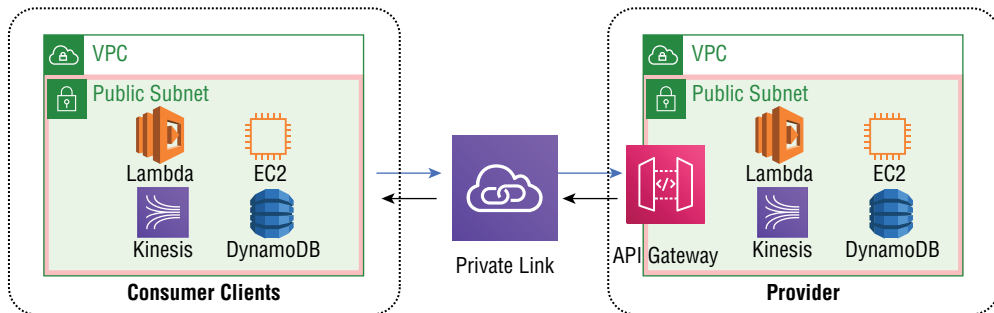 VPC
Public Subnet
Lambda
EC2
Kinesis
DynamoDB
Consumer Clients
Private Link
API Gateway
VPC
Public Subnet
Lambda
EC2
Kinesis
DynamoDB
Provider